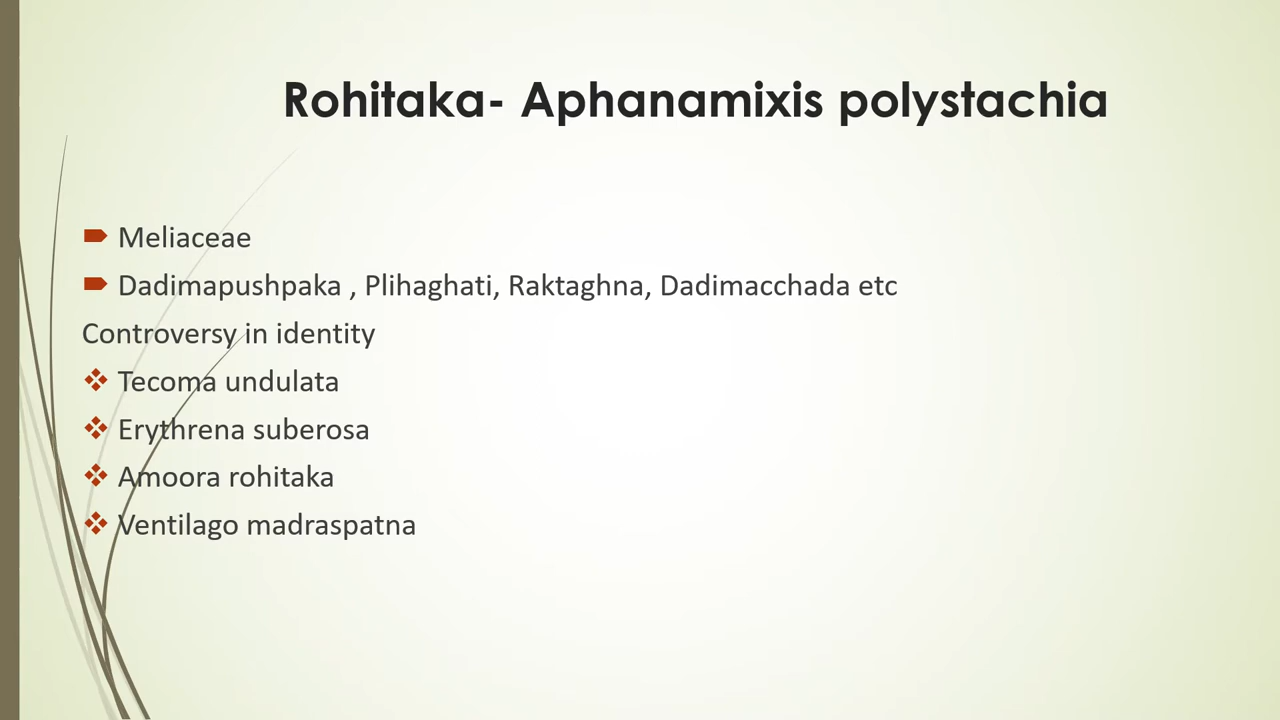 Rohitaka- Aphanamixis polystachia
Meliaceae
Dadimapushpaka , Plihaghati, Raktaghna, Dadimacchada etc
Controversy in identity
Tecoma undulata
Erythrena suberosa
Amoora rohitaka
Ventilago madraspatna